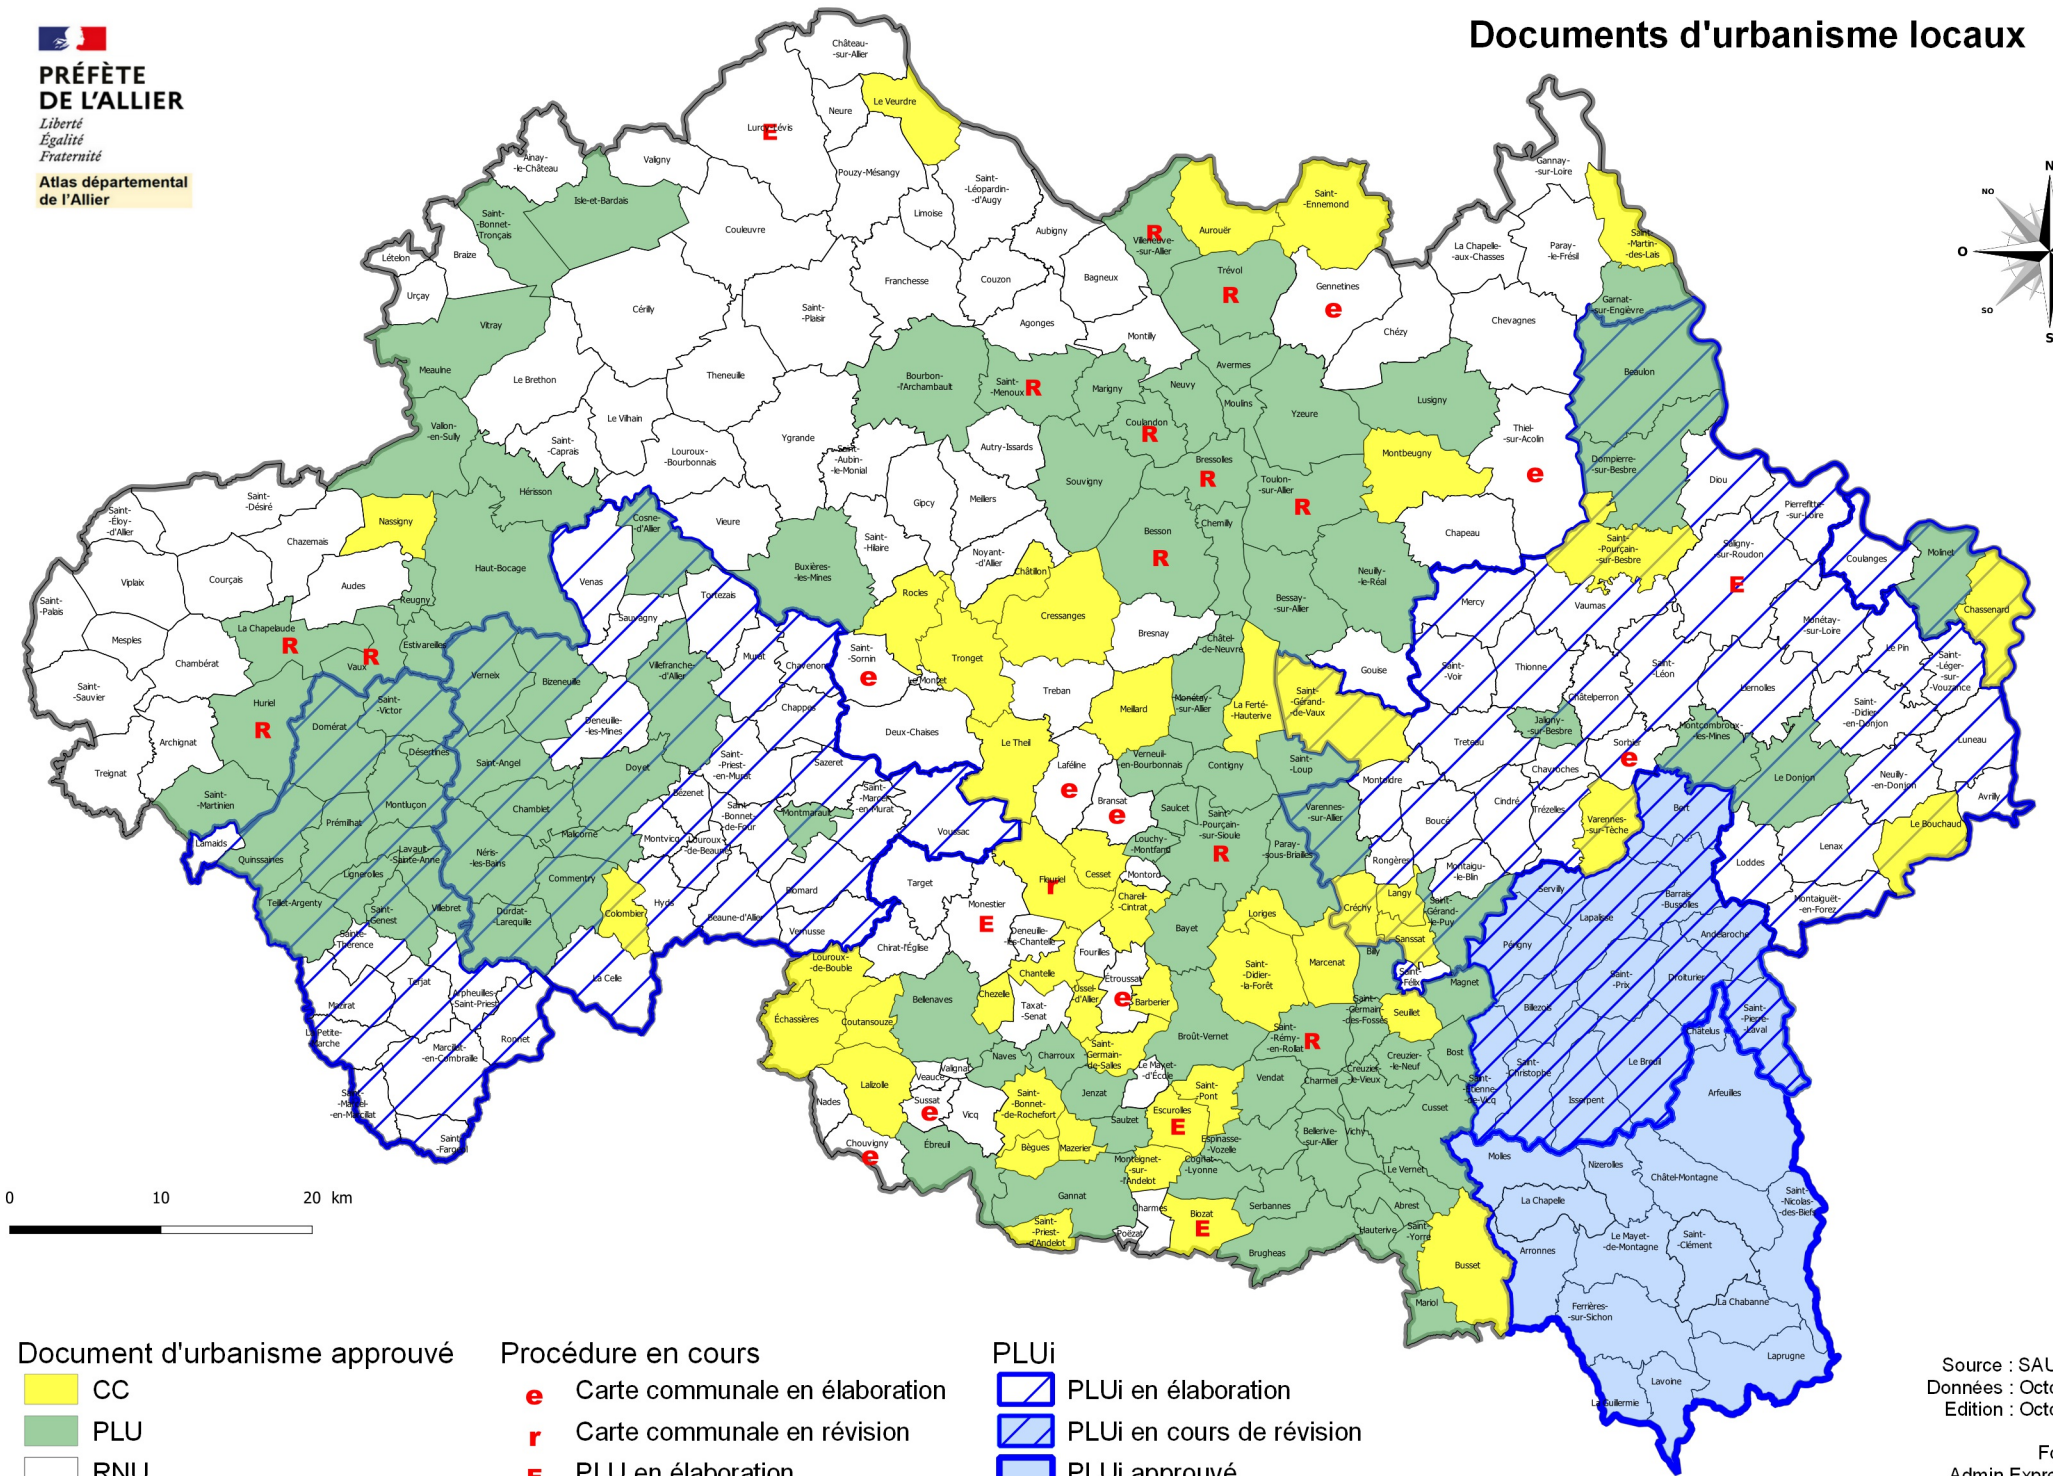 Documents d'urbanisme locaux
PRÉFÈTE
DE L'ALLIER
Liberté
Égalité
Fraternité
Atlas départemental
de l'Allier
N
NO
O
SO
S
Château-
-sur-Allier
Le Veurdre
Neure
Lurcy-Lévis
E
Ainay-
-le-Château
Valigny
Pouzy-Mésangy
Saint-
-Léopardin-
-d'Augy
Limoise
Isle-et-Bardais
Saint-
-Bonnet-
-Tronçais
Couleuvre
Aubigny
Braize
Lételon
Urçay
Franchesse
Couzon
Bagneux
Villeneuve-
-sur-Allier
R
Aurouër
Saint-
-Ennemond
Trévol
R
Gennetines
e
La Chapelle-
-aux-Chasses
Paray-
-le-Frésil
Gannay-
-sur-Loire
Saint-
-Martin-
-des-Lais
Garnat-
-sur-Engièvre
Chevagnes
Chézy
Cérilly
Saint-
-Plaisir
Agonges
Montilly
Vitray
Meaulne
Le Brethon
Theneuille
Bourbon-
-l'Archambault
Saint-
-Menoux
R
Marigny
Neuvy
Avermes
Moulins
Yzeure
Lusigny
Beaulon
Vallon-
-en-Sully
Le Vilhain
Saint-
-Caprais
Louroux-
-Bourbonnais
Ygrande
Saint-
-Aubin-
-le-Monial
Autry-Issards
Coulandon
R
Bressolles
R
Montbeugny
Thiel-
-sur-Acolin
e
Dompierre-
-sur-Besbre
Diou
Pierrefitte-
-sur-Loire
Saint-
-Désiré
Saint-
-Éloy-
-d'Allier
Nassigny
Hérisson
Chazemais
Cosne-
-d'Allier
Vieure
Gipcy
Meillers
Souvigny
Toulon-
-sur-Allier
R
Chemilly
Besson
R
Chapeau
Saint-
-Pourçain-
-sur-Besbre
Saligny-
-sur-Roudon
E
Coulanges
Molinet
Chassenard
Viplaix
Courçais
Audes
Haut-Bocage
Venas
Buxières-
-les-Mines
Saint-
-Hilaire
Noyant-
-d'Allier
Châtillon
Cressanges
Rocles
Neuilly-
-le-Réal
Bessay-
-sur-Allier
Mercy
Vaumas
Monétay-
-sur-Loire
Saint-
-Palais
Mesples
Reugny
La Chapelaude
R
Tortezais
Sauvagny
Bresnay
Châtel-
-de-Neuvre
Gouise
Saint-
-Voir
Thionne
Saint-
-Léon
Le Pin
Saint-
-Léger-
-sur-
-Vouzance
Chambérat
Vaux
R
Estivareilles
Verneix
Bizeneuille
Villefranche-
-d'Allier
Murat
Chavenon
Saint-
-Sornin
e
Le Montet
Tronget
Treban
Saint-
-Sauvier
Huriel
R
Domérat
Saint-
-Victor
Châtelperron
Liernolles
Saint-
-Didier-
-en-Donjon
Archignat
Treignat
Désertines
Deneuille-
-les-Mines
Chappes
Deux-Chaises
Le Theil
Meillard
Monétay-
-sur-Allier
La Ferté-
-Hauterive
Saint-
-Gérand-
-de-Vaux
Treteau
Jaligny-
-sur-Besbre
Sorbier
e
Montcombroux-
-les-Mines
Luneau
Saint-Angel
Doyet
Saint-
-Priest-
-en-Murat
Sazeret
Laféline
e
Verneuil-
-en-Bourbonnais
Contigny
Saint-
-Loup
Montoldre
Chavroches
Le Donjon
Neuilly-
-en-Donjon
Avrilly
Saint-
-Martinien
Prémilhat
Montluçon
Chamblet
Bézenet
Saint-
-Bonnet-
-de-Four
Saint-
-Marcel-
-en-Murat
Montmarault
Voussac
Bransat
e
Saulcet
Saint-
-Pourçain-
-sur-Sioule
R
Varennes-
-sur-Allier
Cindré
Trézelles
Boucé
Varennes-
-sur-Tèche
Bert
Le Bouchaud
Lamaids
Quinssaines
Lavault-
-Sainte-Anne
Lignerolles
Néris-
-les-Bains
Malicorne
Montvicq
Louroux-
-de-Beaune
Louchy-
-Montfand
Paray-
-sous-Briailles
Rongères
Montaigu-
-le-Blin
Loddes
Lenax
Teillet-Argenty
Saint-
-Genest
Villebret
Commentry
Durdat-
-Larequille
Colombier
Hyds
Beaune-d'Allier
Blomard
Vernusse
Target
Monestier
E
Fleuriel
r
Cesset
Montord
Chareil-
-Cintrat
Bayet
Loriges
Créchy
Langy
Sanssat
Saint-
-Gérand-
-le-Puy
Servilly
Lapalisse
Barrais-
-Bussolles
Montaiguët-
-en-Forez
Sainte-
-Thérence
Mazirat
Terjat
Arpheuilles-
-Saint-Priest
La Celle
Chirat-l'Église
Deneuille-
-lès-Chantelle
Fourilles
Chantelle
Étroussat
e
Barberier
Saint-
-Didier-
-la-Forêt
Marcenat
Billy
Saint-
-Félix
Magnet
Périgny
Andelaroche
Droiturier
Saint-
-Prix
La Petite-
-Marche
Marcillat-
-en-Combraille
Ronnet
Louroux-
-de-Bouble
Échassières
Coutansouze
Bellenaves
Chezelle
Taxat-
-Senat
Ussel-
-d'Allier
Saint-
-Germain-
-de-Salles
Broût-Vernet
Saint-
-Rémy-
-en-Rollat
R
Saint-
-Germain-
-des-Fossés
Seuillet
Billezois
Châtelus
Saint-
-Pierre-
-Laval
Saint-
-Marcel-
-en-Marcillat
Saint-
-Fargeol
Lalizolle
Nades
Veauce
Valignat
Naves
Charroux
Sussat
e
Vicq
Saint-
-Bonnet-
-de-Rochefort
Jenzat
Le Mayet-
-d'École
Saulzet
Escurolles
E
Saint-
-Pont
Vendat
Charmeil
Creuzier-
-le-Vieux
Creuzier-
-le-Neuf
Bost
Saint-
-Étienne-
-de-Vicq
Saint-
-Christophe
Le Breuil
Isserpent
Arfeuilles
Chouvigny
e
Ébreuil
Bègues
Mazerier
Monteignet-
-sur-
-l'Andelot
Cognat-
-Lyonne
Espinasse-
-Vozelle
Bellerive-
-sur-Allier
Vichy
Cusset
Le Vernet
Molles
Nizerolles
Châtel-Montagne
Saint-
-Nicolas-
-des-Biefs
Gannat
Saint-
-Priest-
-d'Andelot
Charmes
Poëzat
Biozat
E
Serbannes
Brugheas
Hauterive
Abrest
Saint-
-Yorre
Busset
Mariol
La Chapelle
Arronnes
Le Mayet-
-de-Montagne
Saint-
-Clément
Ferrières-
-sur-Sichon
La Chabanne
Laprugne
Lavoine
La Guillermie
0 10 20 km
Document d'urbanisme approuvé
CC
PLU
RNU
Procédure en cours
e Carte communale en élaboration
r Carte communale en révision
E PLU en élaboration
PLUi
PLUi en élaboration
PLUi en cours de révision
PLUi approuvé
Source : SAU
Données : Octo
Edition : Octo
Fo
Admin Expre